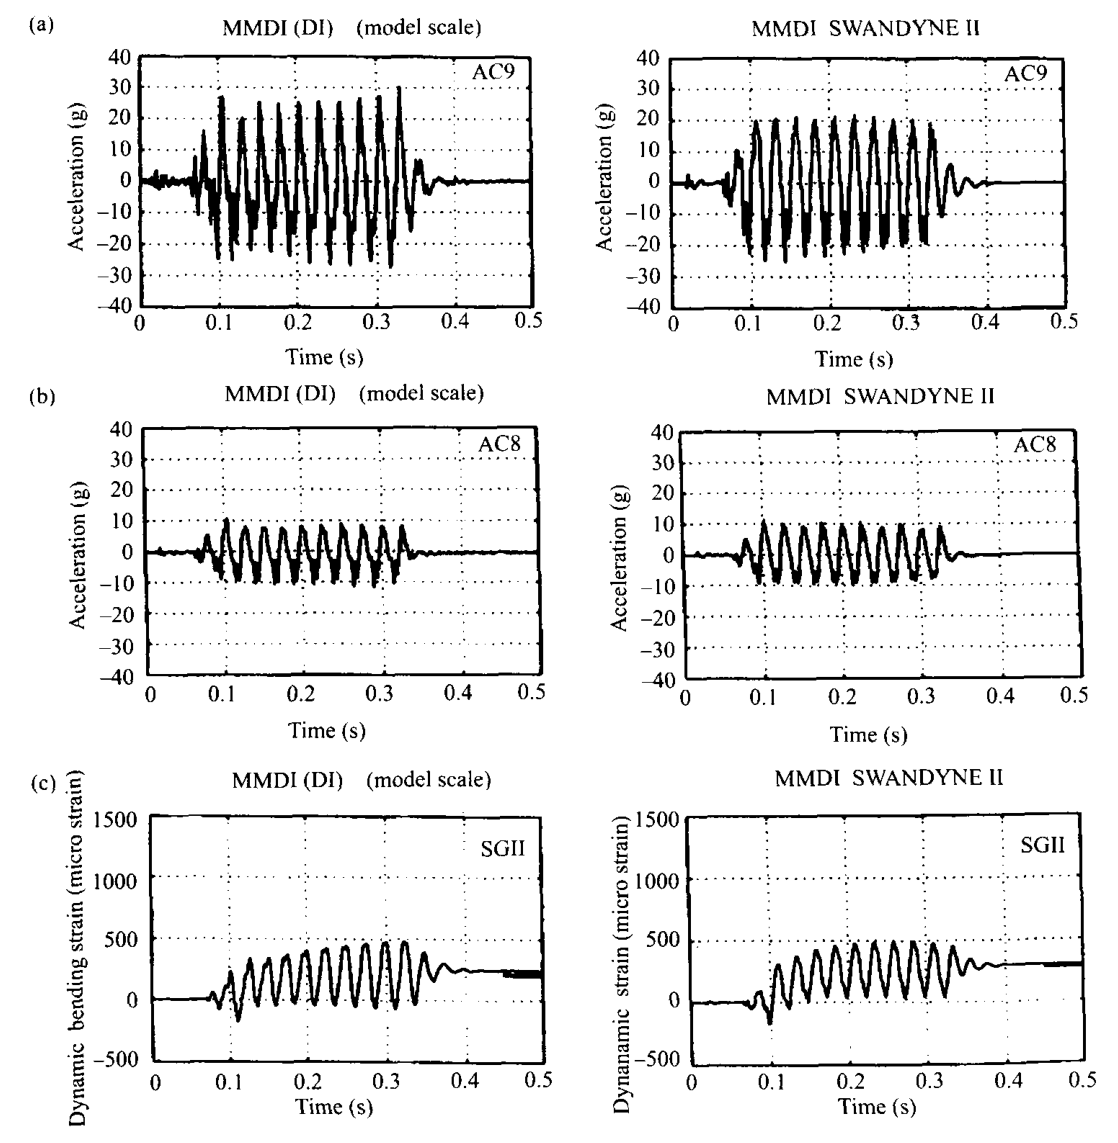 (a)
MMDI (DI) (model scale)
MMDI SWANDYNE II
40
30
20
10
0
−10
−20
−30
−40
Acceleration (g)
AC9
0 0.1 0.2 0.3 0.4 0.5
Time (s)
40
30
20
10
0
−10
−20
−30
−40
Acceleration (g)
AC9
0 0.1 0.2 0.3 0.4 0.5
Time (s)
(b)
MMDI (DI) (model scale)
MMDI SWANDYNE II
40
30
20
10
0
−10
−20
−30
−40
Acceleration (g)
AC8
0 0.1 0.2 0.3 0.4 0.5
Time (s)
40
30
20
10
0
−10
−20
−30
−40
Acceleration (g)
AC8
0 0.1 0.2 0.3 0.4 0.5
Time (s)
(c)
MMDI (DI) (model scale)
MMDI SWANDYNE II
1500
1000
500
0
−500
Dynamic bending strain (micro strain)
SGII
0 0.1 0.2 0.3 0.4 0.5
Time (s)
1500
1000
500
0
−500
Dynanamic strain (micro strain)
SGII
0 0.1 0.2 0.3 0.4 0.5
Time (s)